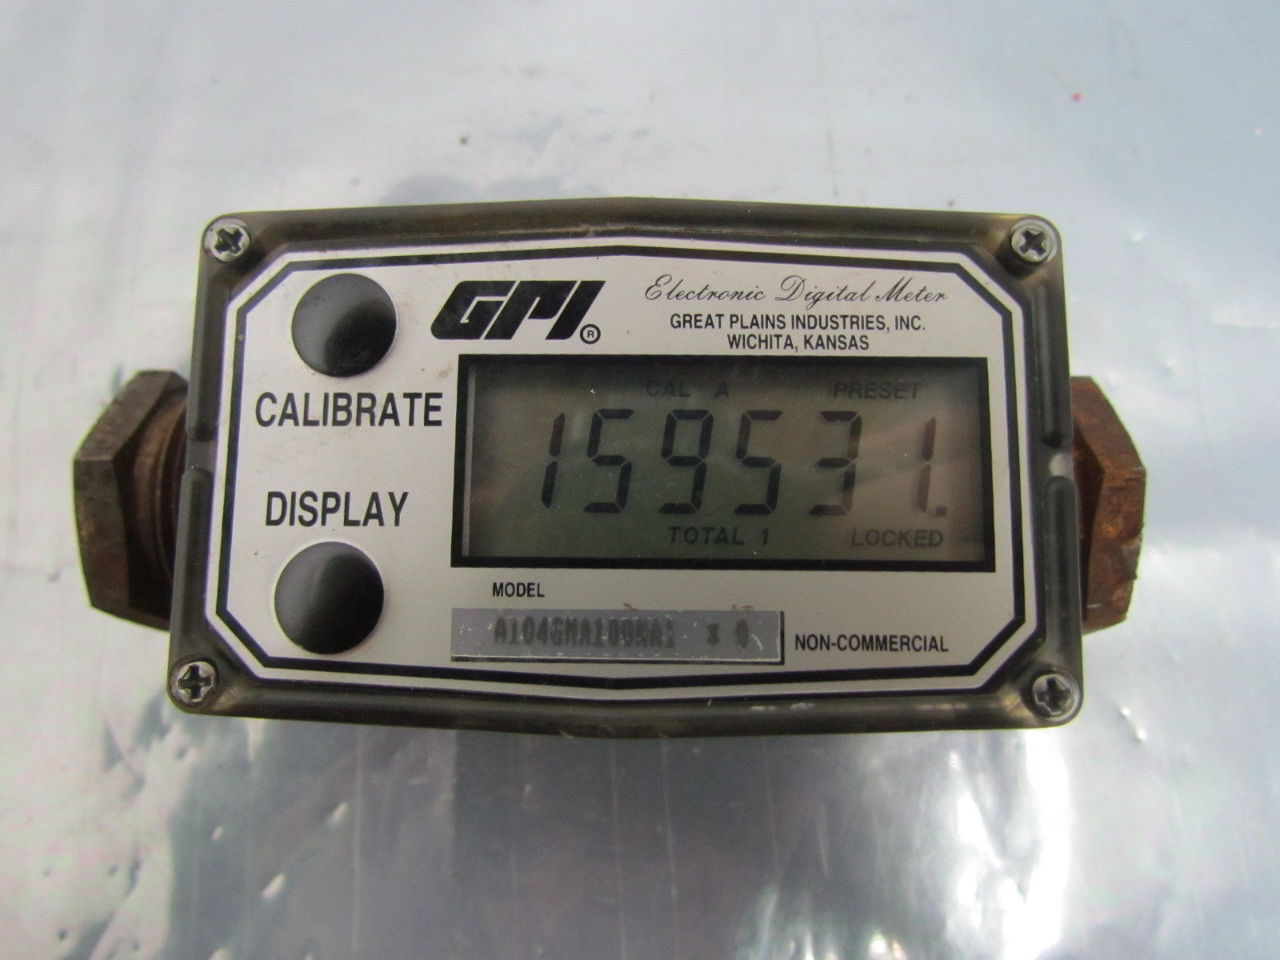 GPI®
Electronic Digital Meter
GREAT PLAINS INDUSTRIES, INC.
WICHITA, KANSAS
CALIBRATE
CAL A PRESET
159531.
TOTAL 1 LOCKED
DISPLAY
MODEL
NON-COMMERCIAL